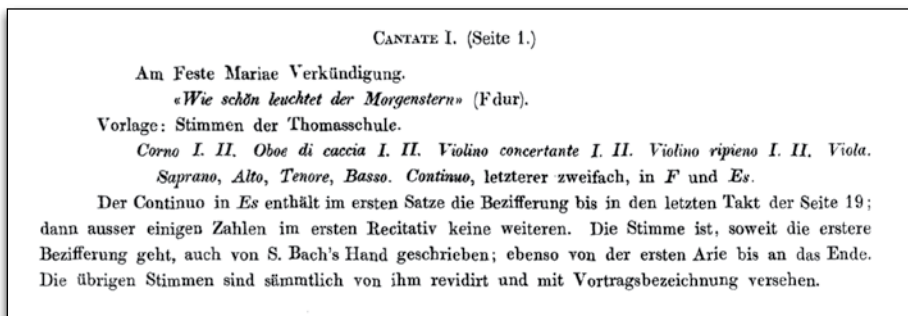 CANTATE I. (Seite 1.)
Am Feste Mariae Verkündigung.
«Wie schön leuchtet der Morgenstern» (Fdur).
Vorlage: Stimmen der Thomasschule.
Corno I. II. Oboe di caccia I. II. Violino concertante I. II. Violino ripieno I. II. Viola.
Saprano, Alto, Tenore, Basso. Continuo, letzterer zweifach, in F und Es.
Der Continuo in Es enthält im ersten Satze die Bezifferung bis in den letzten Takt der Seite 19;
dann ausser einigen Zahlen im ersten Recitativ keine weiteren. Die Stimme ist, soweit die erstere
Bezifferung geht, auch von S. Bach's Hand geschrieben; ebenso von der ersten Arie bis an das Ende.
Die übrigen Stimmen sind sämmtlich von ihm revidirt und mit Vortragsbezeichnung versehen.